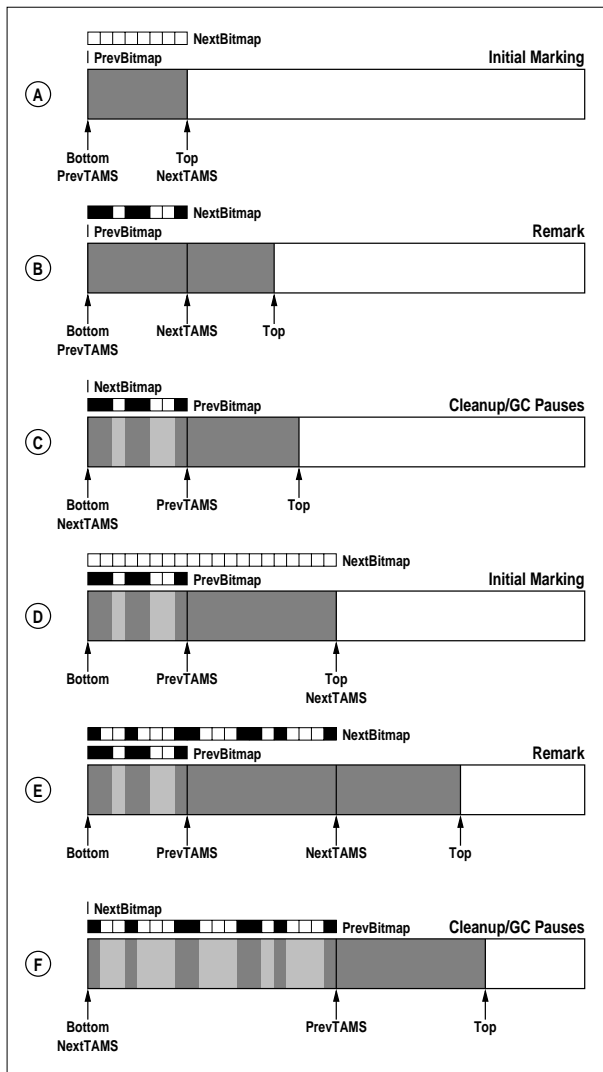 NextBitmap
PrevBitmap
Initial Marking
A
Bottom
PrevTAMS
Top
NextTAMS
NextBitmap
PrevBitmap
Remark
B
Bottom
PrevTAMS
NextTAMS
Top
NextBitmap
PrevBitmap
Cleanup/GC Pauses
C
Bottom
NextTAMS
PrevTAMS
Top
NextBitmap
PrevBitmap
Initial Marking
D
Bottom
PrevTAMS
Top
NextTAMS
NextBitmap
PrevBitmap
Remark
E
Bottom
PrevTAMS
NextTAMS
Top
NextBitmap
PrevBitmap
Cleanup/GC Pauses
F
Bottom
NextTAMS
PrevTAMS
Top